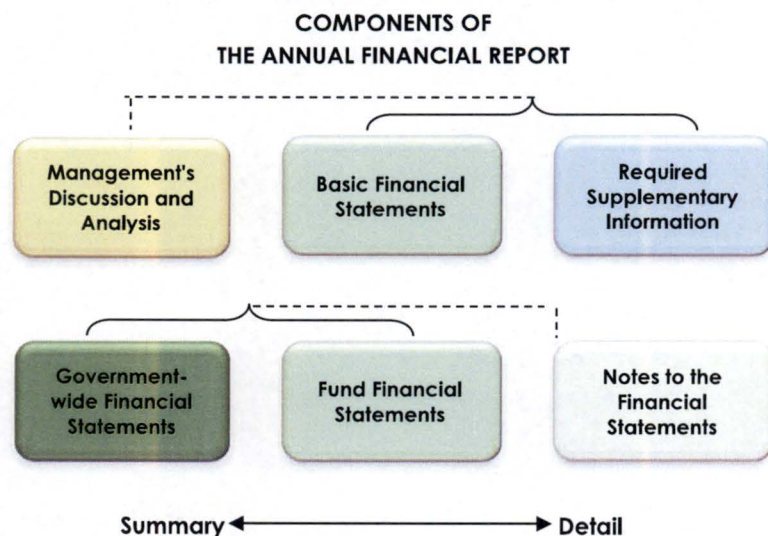 COMPONENTS OF
THE ANNUAL FINANCIAL REPORT
Management's
Discussion and
Analysis
Basic Financial
Statements
Required
Supplementary
Information
Government-
wide Financial
Statements
Fund Financial
Statements
Notes to the
Financial
Statements
Summary
Detail